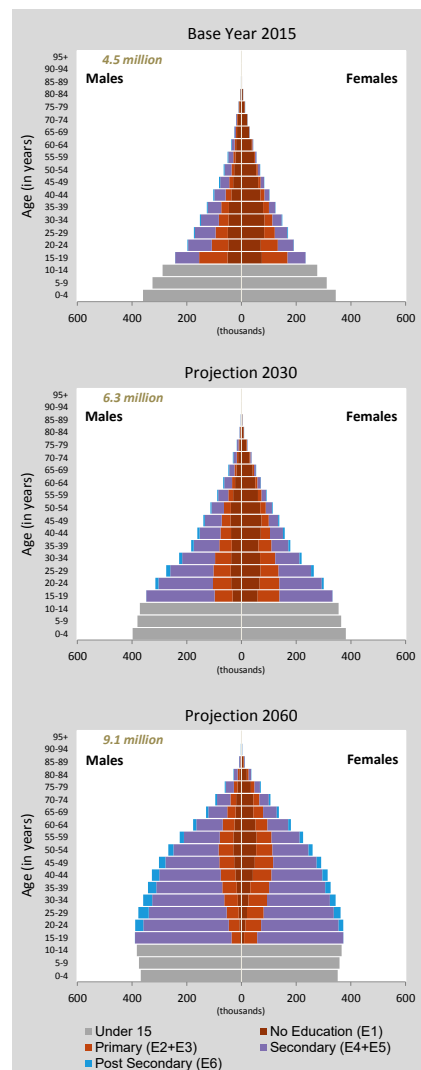 Base Year 2015
4.5 million
Males
Females
Age (in years)
95+
90-94
85-89
80-84
75-79
70-74
65-69
60-64
55-59
50-54
45-49
40-44
35-39
30-34
25-29
20-24
15-19
10-14
5-9
0-4
600 400 200 0 200 400 600
(thousands)
Projection 2030
6.3 million
Males
Females
Age (in years)
95+
90-94
85-89
80-84
75-79
70-74
65-69
60-64
55-59
50-54
45-49
40-44
35-39
30-34
25-29
20-24
15-19
10-14
5-9
0-4
600 400 200 0 200 400 600
(thousands)
Projection 2060
9.1 million
Males
Females
Age (in years)
95+
90-94
85-89
80-84
75-79
70-74
65-69
60-64
55-59
50-54
45-49
40-44
35-39
30-34
25-29
20-24
15-19
10-14
5-9
0-4
600 400 200 0 200 400 600
(thousands)
Under 15 No Education (E1)
Primary (E2+E3) Secondary (E4+E5)
Post Secondary (E6)